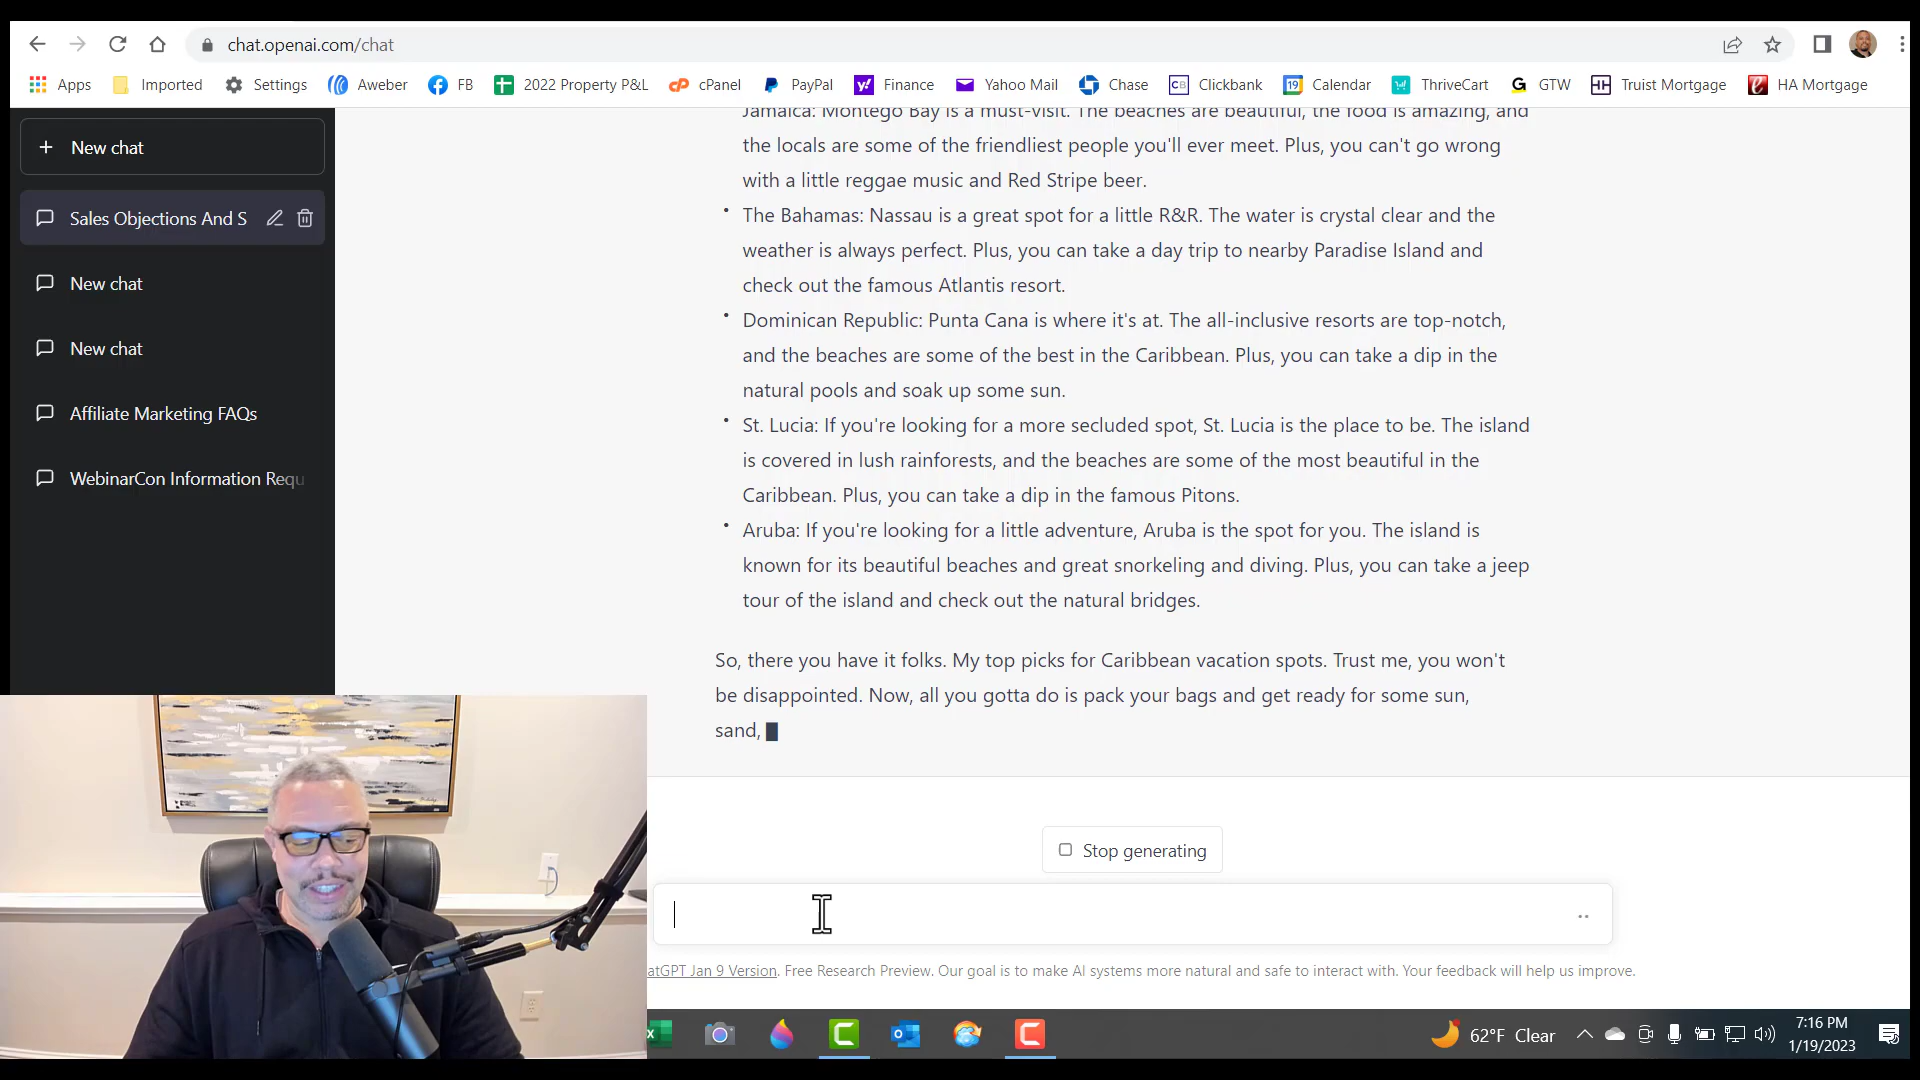 chat.openai.com/chat
Apps Imported Settings Aweber FB 2022 Property P&L cPanel PayPal Finance Yahoo Mail Chase Clickbank Calendar ThriveCart GTW Truist Mortgage HA Mortgage
New chat
Sales Objections And S
New chat
New chat
Affiliate Marketing FAQs
WebinarCon Information Requ
Jamaica: Montego Bay is a must-visit. The beaches are beautiful, the food is amazing, and
the locals are some of the friendliest people you'll ever meet. Plus, you can't go wrong
with a little reggae music and Red Stripe beer.
• The Bahamas: Nassau is a great spot for a little R&R. The water is crystal clear and the
weather is always perfect. Plus, you can take a day trip to nearby Paradise Island and
check out the famous Atlantis resort.
• Dominican Republic: Punta Cana is where it's at. The all-inclusive resorts are top-notch,
and the beaches are some of the best in the Caribbean. Plus, you can take a dip in the
natural pools and soak up some sun.
• St. Lucia: If you're looking for a more secluded spot, St. Lucia is the place to be. The island
is covered in lush rainforests, and the beaches are some of the most beautiful in the
Caribbean. Plus, you can take a dip in the famous Pitons.
• Aruba: If you're looking for a little adventure, Aruba is the spot for you. The island is
known for its beautiful beaches and great snorkeling and diving. Plus, you can take a jeep
tour of the island and check out the natural bridges.
So, there you have it folks. My top picks for Caribbean vacation spots. Trust me, you won't
be disappointed. Now, all you gotta do is pack your bags and get ready for some sun,
sand,
Stop generating
atGPT Jan 9 Version. Free Research Preview. Our goal is to make AI systems more natural and safe to interact with. Your feedback will help us improve.
62°F Clear
7:16 PM
1/19/2023